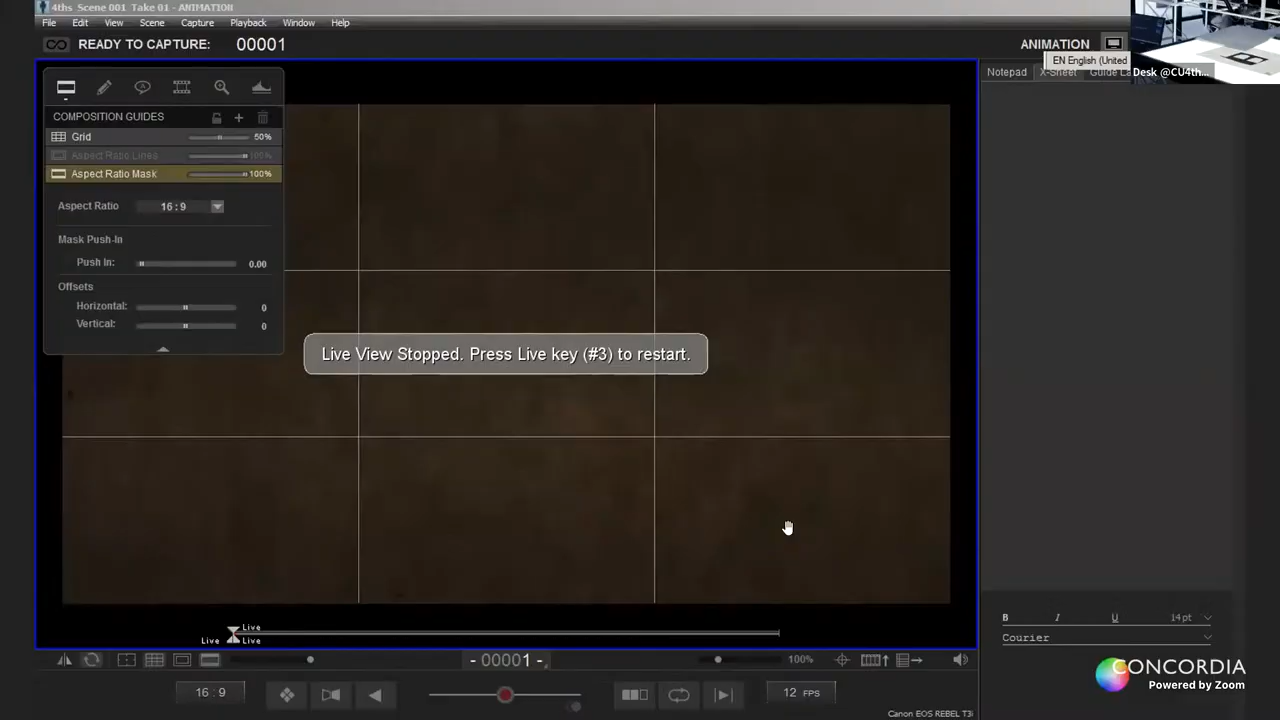 4ths_Scene 001_Take 01 - ANIMATION
File Edit View Scene Capture Playback Window Help
READY TO CAPTURE: 00001
ANIMATION
EN English (United
Desk @CU4th...
Notepad X-Sheet Guide La
COMPOSITION GUIDES
Grid 50%
Aspect Ratio Lines 100%
Aspect Ratio Mask 100%
Aspect Ratio 16 : 9
Mask Push-In
Push In: 0.00
Offsets
Horizontal: 0
Vertical: 0
Live View Stopped. Press Live key (#3) to restart.
Live
Live Live
- 00001 -
100%
16 : 9
12 FPS
B I U 14pt
Courier
CONCORDIA
Powered by Zoom
Canon EOS REBEL T3i